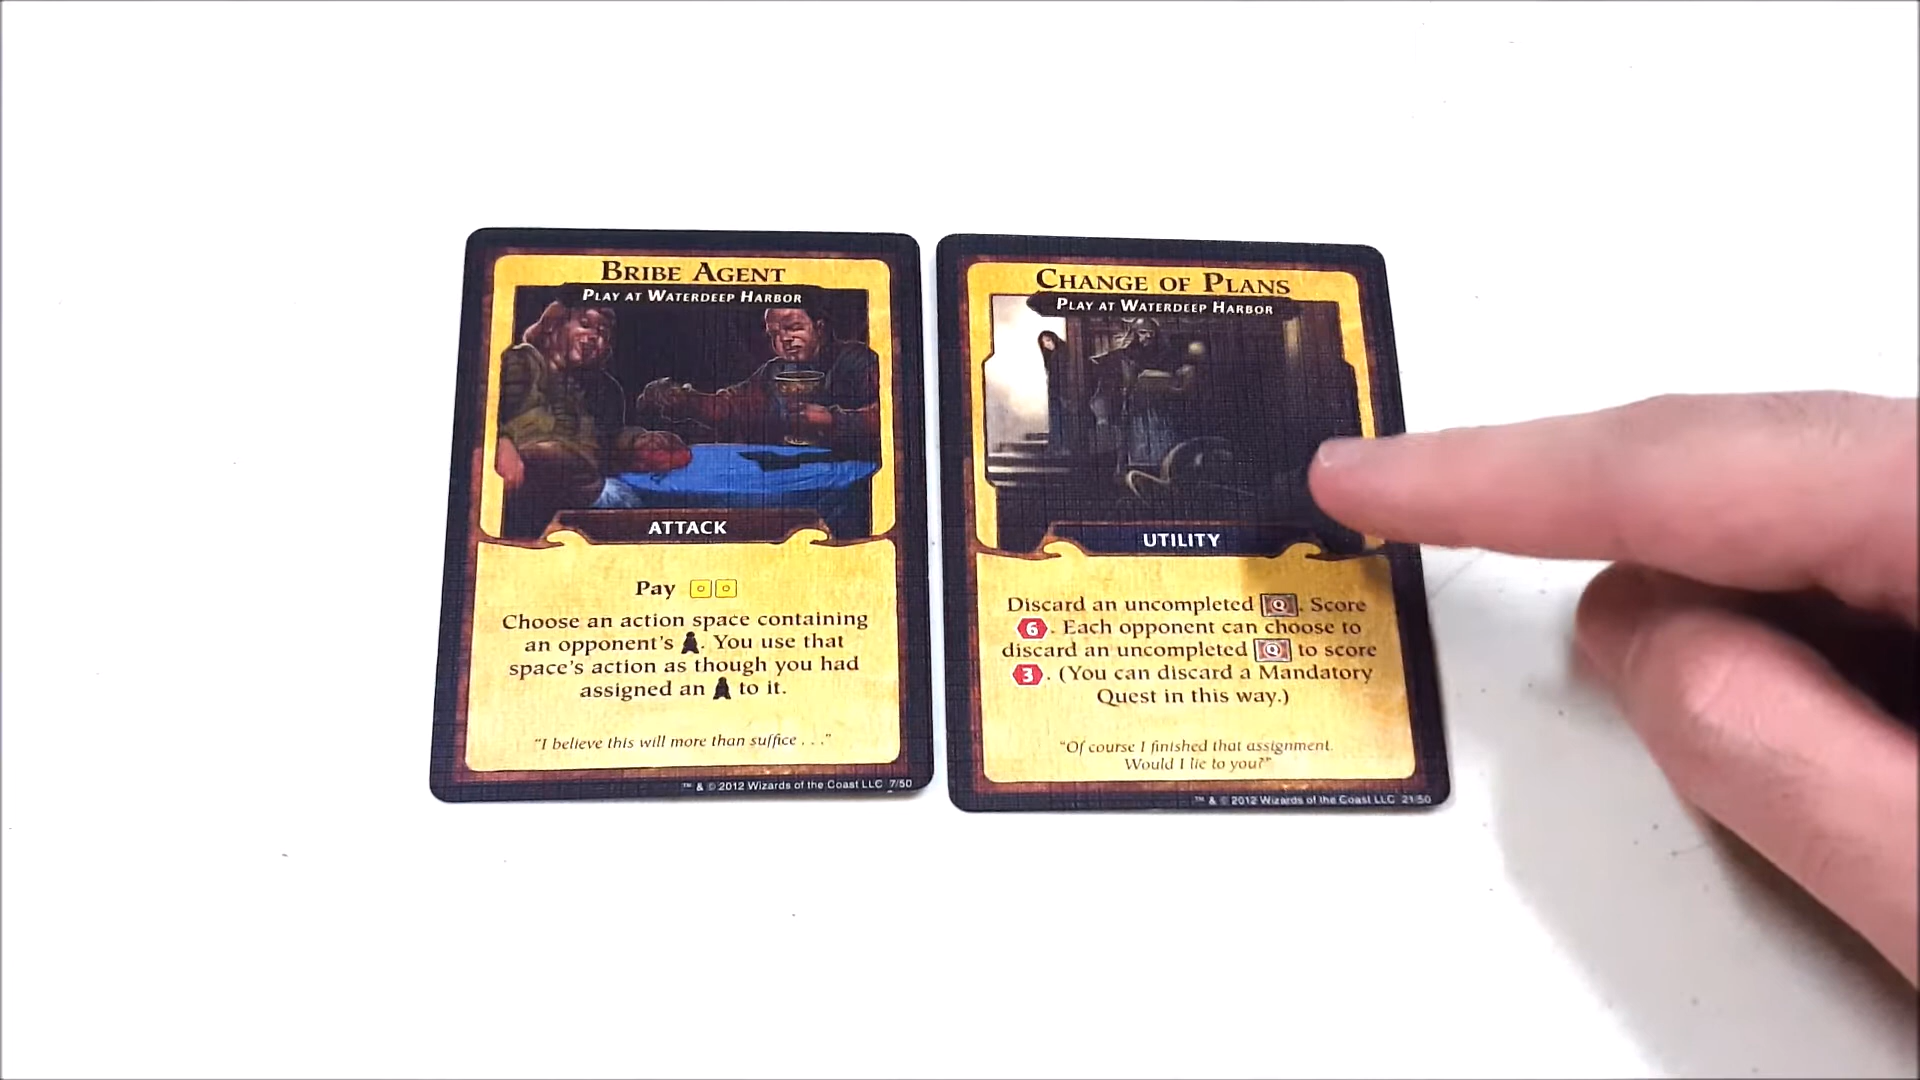 BRIBE AGENT
PLAY AT WATERDEEP HARBOR
ATTACK
Pay
Choose an action space containing
an opponent's . You use that
space's action as though you had
assigned an to it.
"I believe this will more than suffice . . ."
™ & © 2012 Wizards of the Coast LLC 7/50
CHANGE OF PLANS
PLAY AT WATERDEEP HARBOR
UTILITY
Discard an uncompleted Q. Score
6. Each opponent can choose to
discard an uncompleted Q to score
3. (You can discard a Mandatory
Quest in this way.)
"Of course I finished that assignment.
Would I lie to you?"
™ & © 2012 Wizards of the Coast LLC 21/50